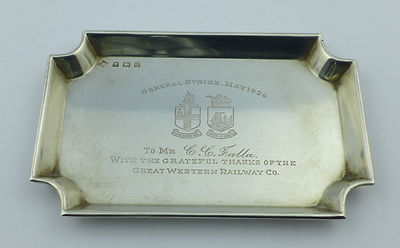 GENERAL STRIKE, MAY 1926
TO MR C. C. Falla.
WITH THE GRATEFUL THANKS OF THE
GREAT WESTERN RAILWAY CO.